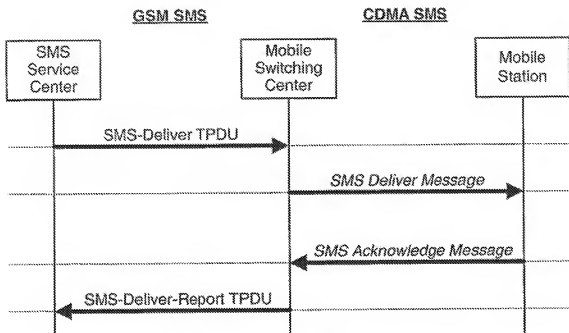 GSM SMS
CDMA SMS
SMS
Service
Center
Mobile
Switching
Center
Mobile
Station
SMS-Deliver TPDU
SMS Deliver Message
SMS Acknowledge Message
SMS-Deliver-Report TPDU